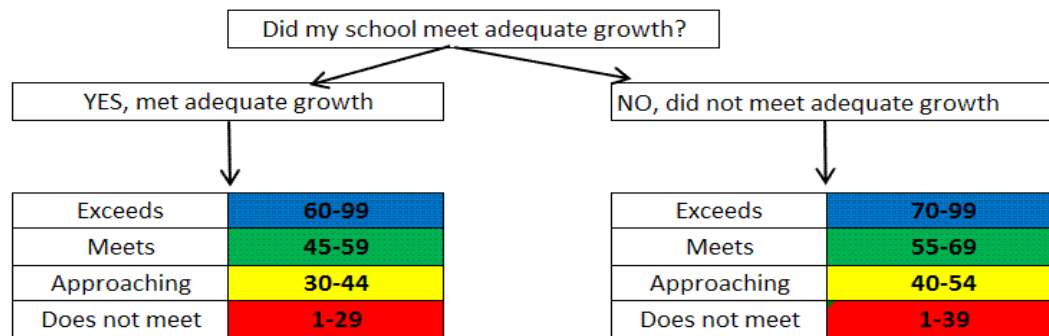 Did my school meet adequate growth?
YES, met adequate growth
NO, did not meet adequate growth
Exceeds 60-99
Meets 45-59
Approaching 30-44
Does not meet 1-29
Exceeds 70-99
Meets 55-69
Approaching 40-54
Does not meet 1-39